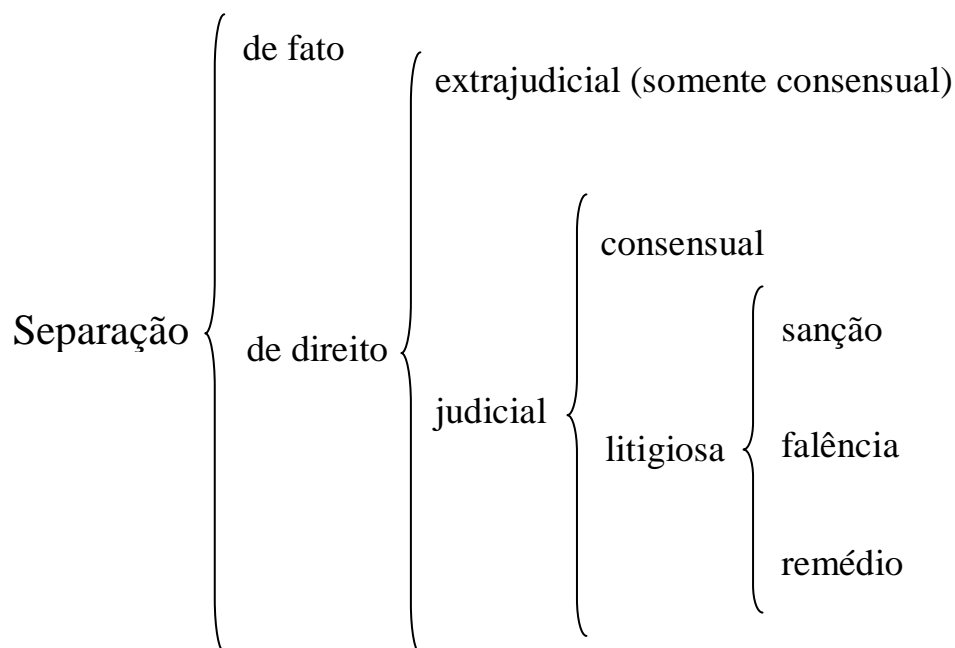 Separação
de fato
de direito
extrajudicial (somente consensual)
judicial
consensual
litigiosa
sanção
falência
remédio